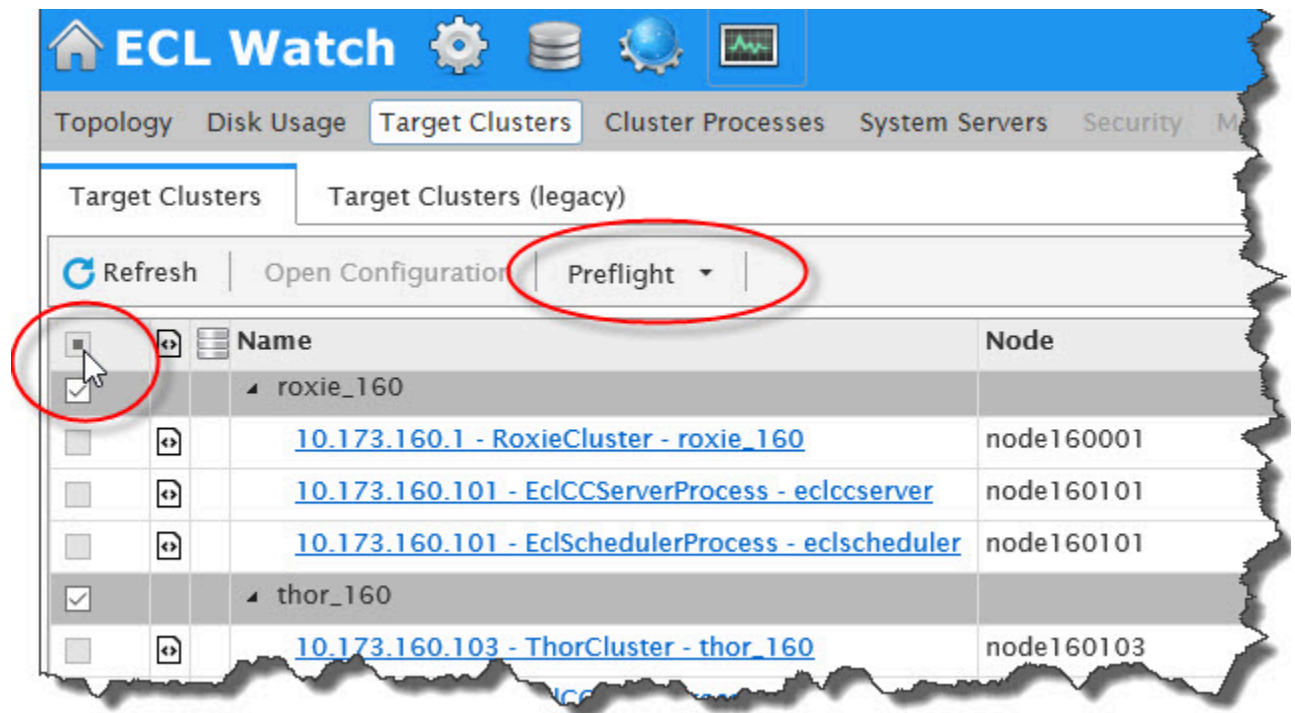 ECL Watch
Topology Disk Usage Target Clusters Cluster Processes System Servers Security
Target Clusters Target Clusters (legacy)
Refresh Open Configuration Preflight
Name Node
roxie_160
10.173.160.1 - RoxieCluster - roxie_160 node160001
10.173.160.101 - EclCCServerProcess - eclccserver node160101
10.173.160.101 - EclSchedulerProcess - eclscheduler node160101
thor_160
10.173.160.103 - ThorCluster - thor_160 node160103